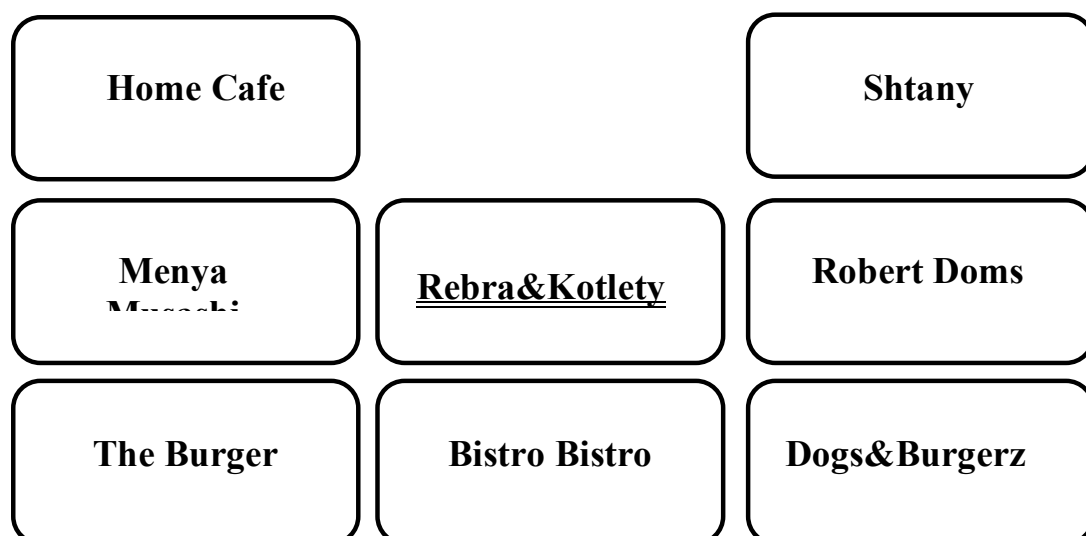 Home Cafe
Shtany
Menya
Rebra&Kotlety
Robert Doms
The Burger
Bistro Bistro
Dogs&Burgerz